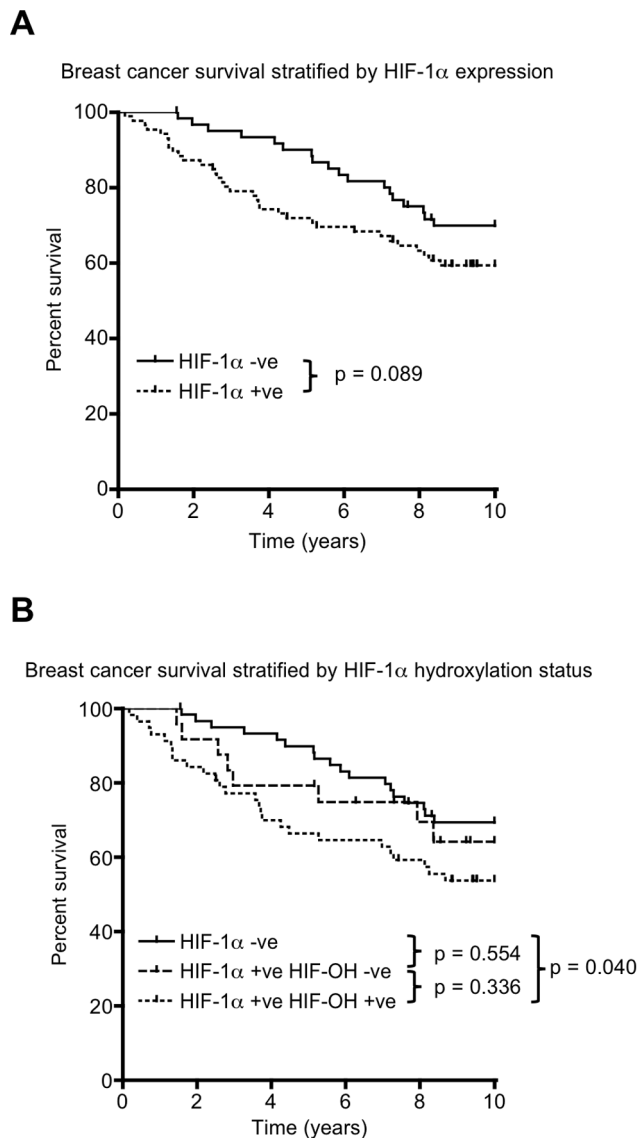 A
Breast cancer survival stratified by HIF-1α expression
100
80
60
40
20
0
Percent survival
HIF-1α -ve
HIF-1α +ve
p = 0.089
0 2 4 6 8 10
Time (years)
B
Breast cancer survival stratified by HIF-1α hydroxylation status
100
80
60
40
20
0
Percent survival
HIF-1α -ve
HIF-1α +ve HIF-OH -ve
HIF-1α +ve HIF-OH +ve
p = 0.554
p = 0.336
p = 0.040
0 2 4 6 8 10
Time (years)